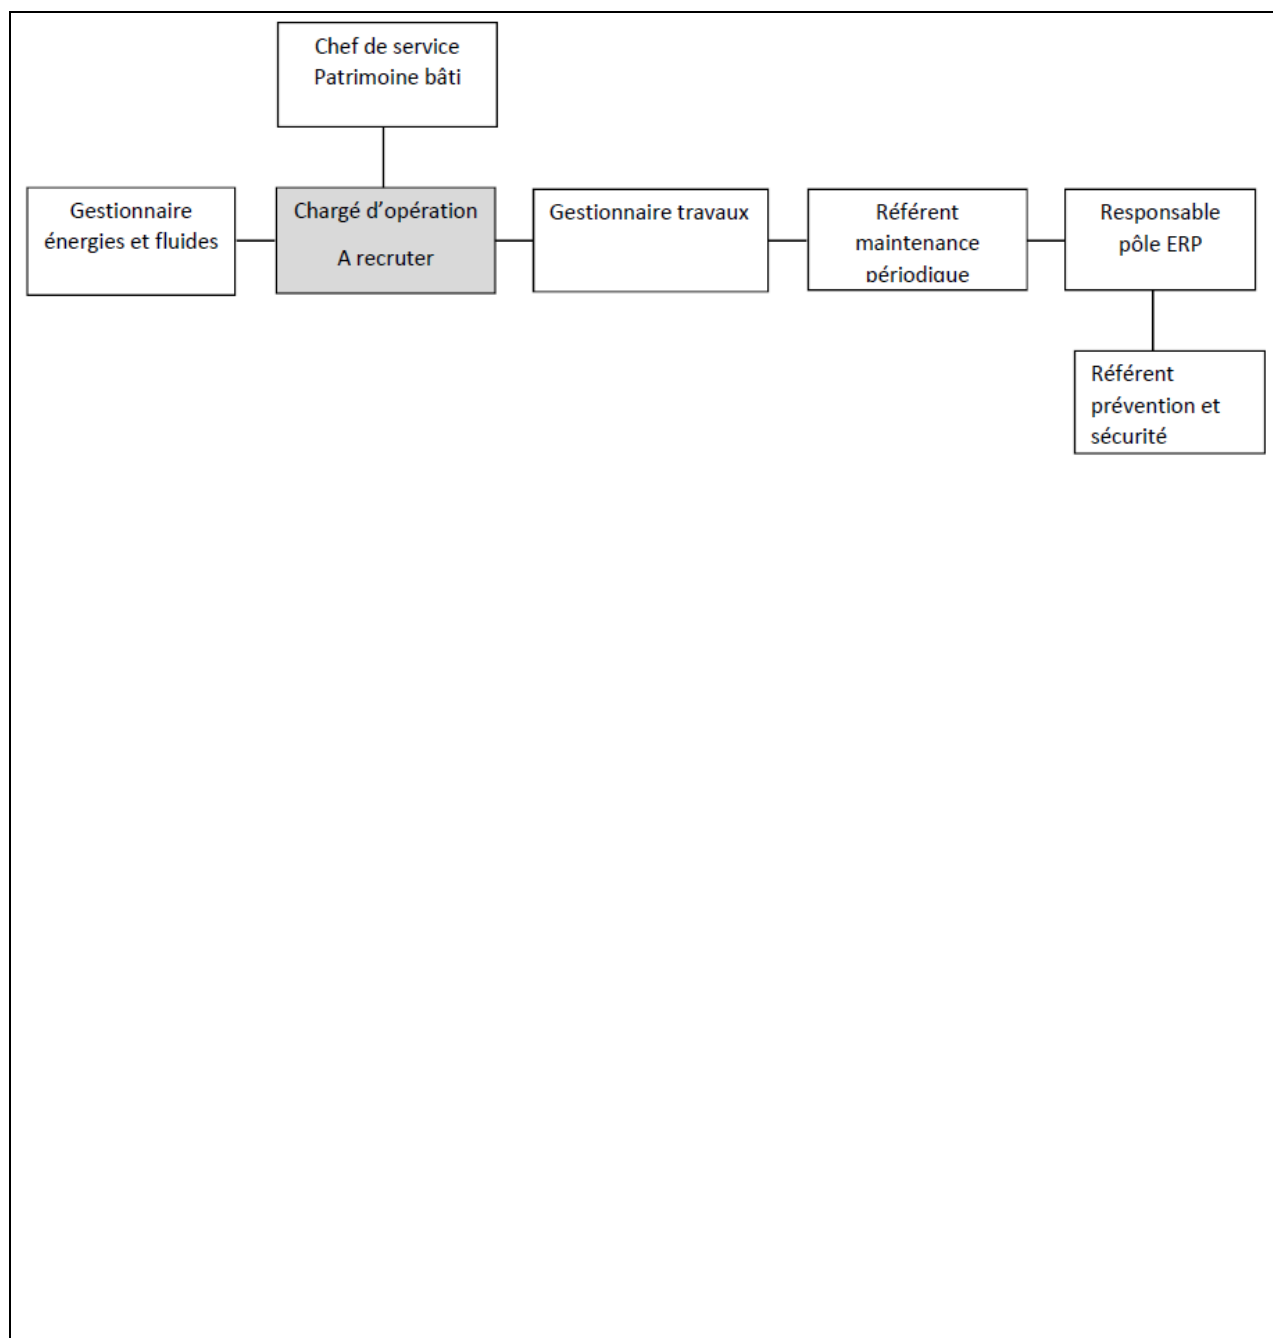 Chef de service
Patrimoine bâti
Gestionnaire
énergies et fluides
Chargé d’opération
A recruter
Gestionnaire travaux
Référent
maintenance
périodique
Responsable
pôle ERP
Référent
prévention et
sécurité